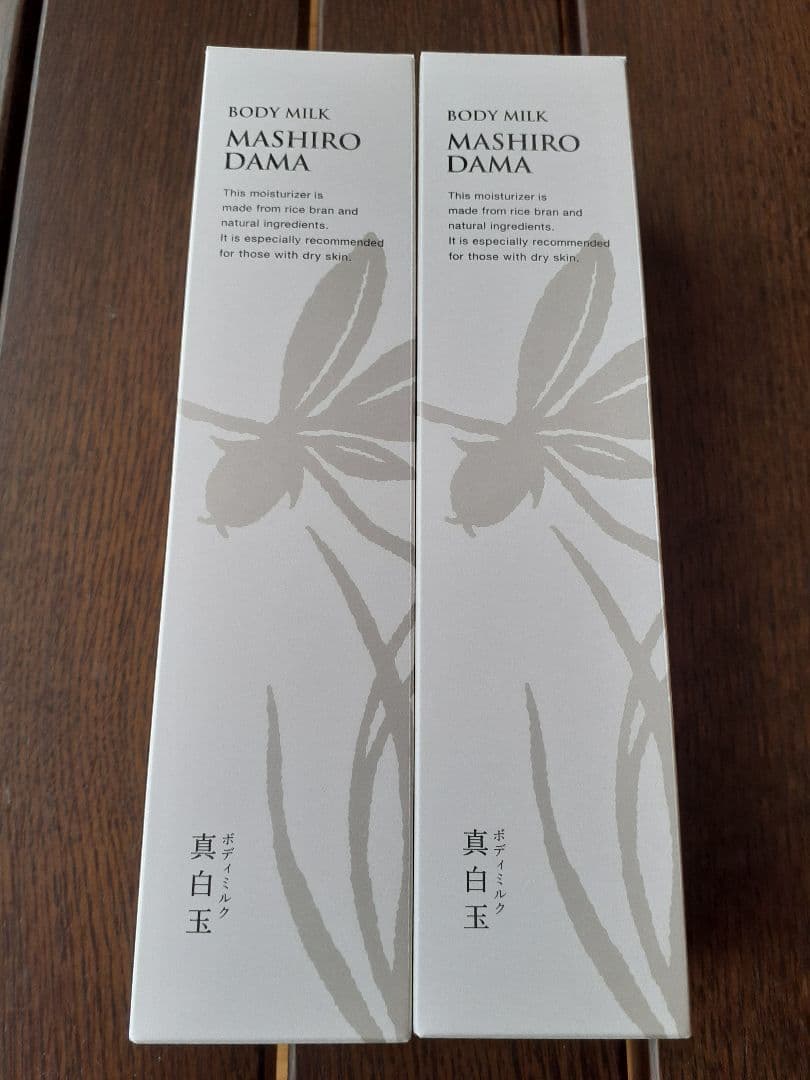 BODY MILK
MASHIRO
DAMA
This moisturizer is
made from rice bran and
natural ingredients.
It is especially recommended
for those with dry skin.
ボディミルク
真白玉
BODY MILK
MASHIRO
DAMA
This moisturizer is
made from rice bran and
natural ingredients.
It is especially recommended
for those with dry skin.
ボディミルク
真白玉